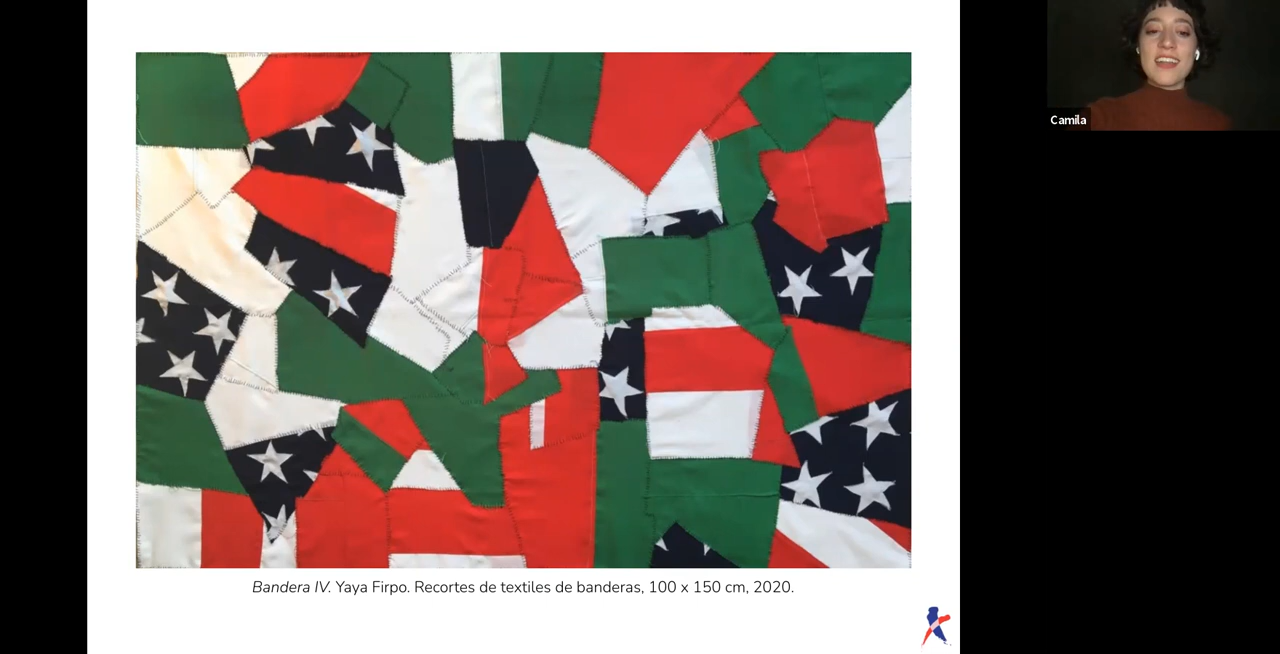 Camila
Bandera IV. Yaya Firpo. Recortes de textiles de banderas, 100 x 150 cm, 2020.